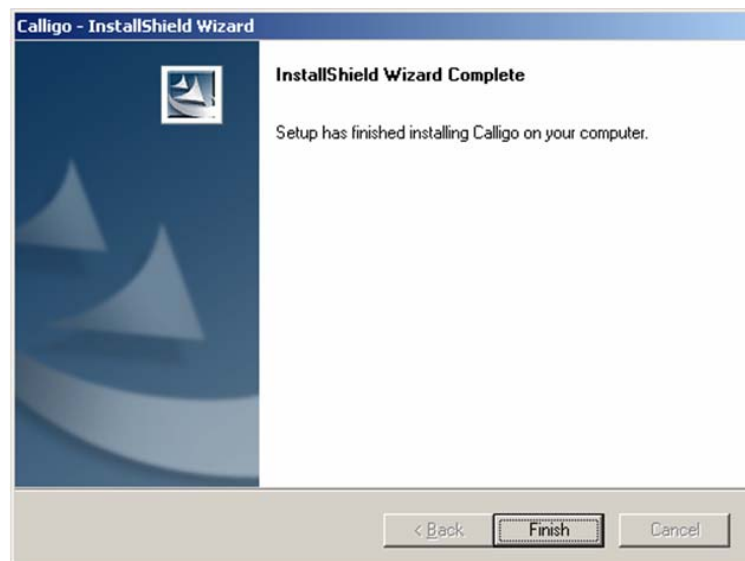 Calligo - InstallShield Wizard
InstallShield Wizard Complete
Setup has finished installing Calligo on your computer.
< Back
Finish
Cancel